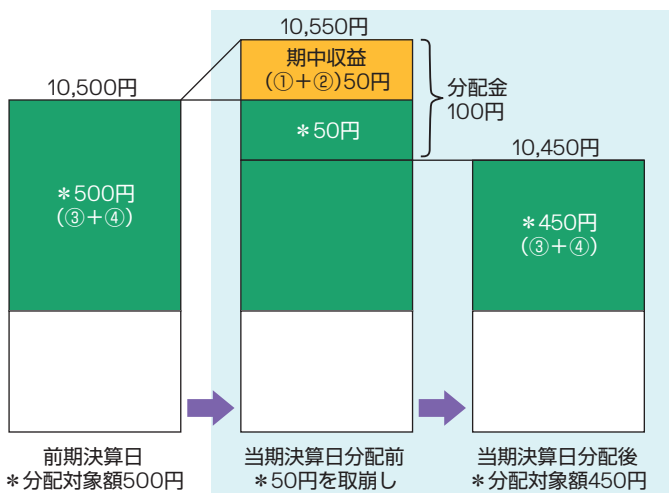 10,500円
＊500円
(③＋④)
前期決算日
＊分配対象額500円
10,550円
期中収益
(①＋②)50円
＊50円
分配金
100円
当期決算日分配前
＊50円を取崩し
10,450円
＊450円
(③＋④)
当期決算日分配後
＊分配対象額450円